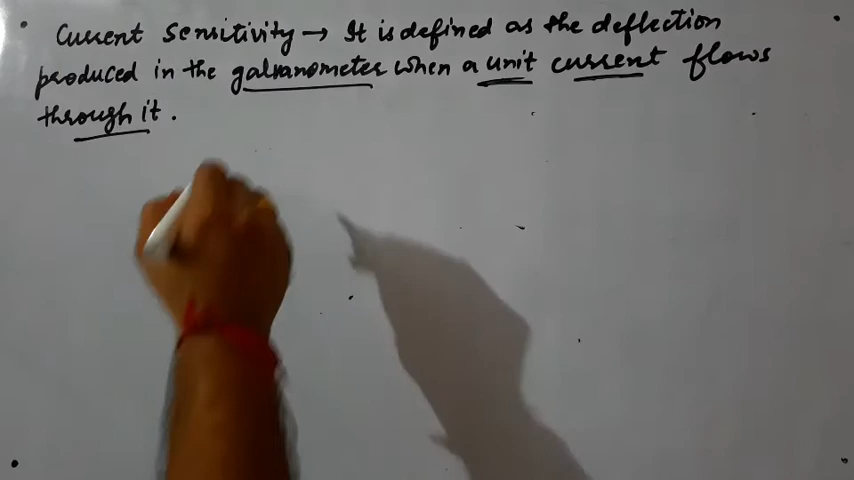 Current Sensitivity → It is defined as the deflection
produced in the galvanometer when a unit current flows
through it.